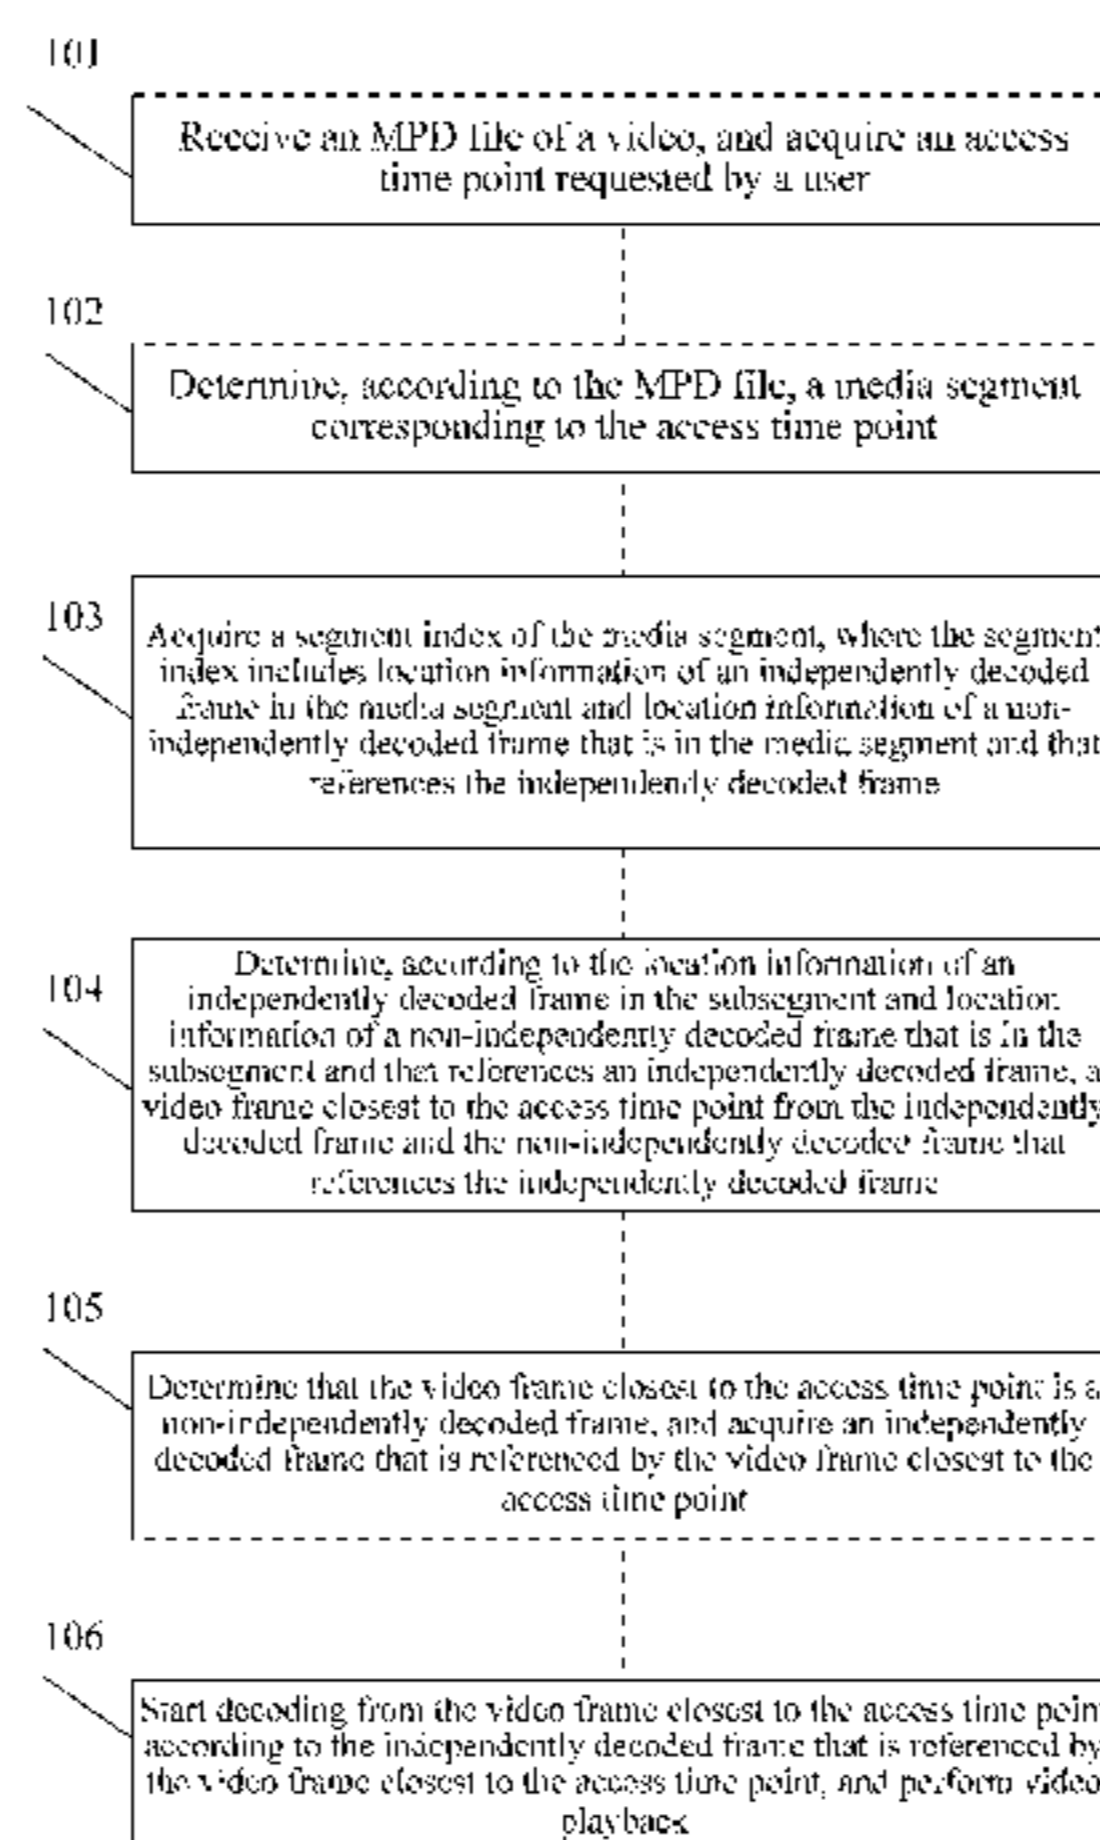 101
Receive an MPD file of a video, and acquire an access
time point requested by a user
102
Determine, according to the MPD file, a media segment
corresponding to the access time point
103
Acquire a segment index of the media segment, where the segment
index includes location information of an independently decoded
frame in the media segment and location information of a non-
independently decoded frame that is in the media segment and that
references the independently decoded frame
104
Determine, according to the location information of an
independently decoded frame in the subsegment and location
information of a non-independently decoded frame that is in the
subsegment and that references an independently decoded frame, a
video frame closest to the access time point from the independently
decoded frame and the non-independently decoded frame that
references the independently decoded frame
105
Determine that the video frame closest to the access time point is a
non-independently decoded frame, and acquire an independently
decoded frame that is referenced by the video frame closest to the
access time point
106
Start decoding from the video frame closest to the access time point
according to the independently decoded frame that is referenced by
the video frame closest to the access time point, and perform video
playback